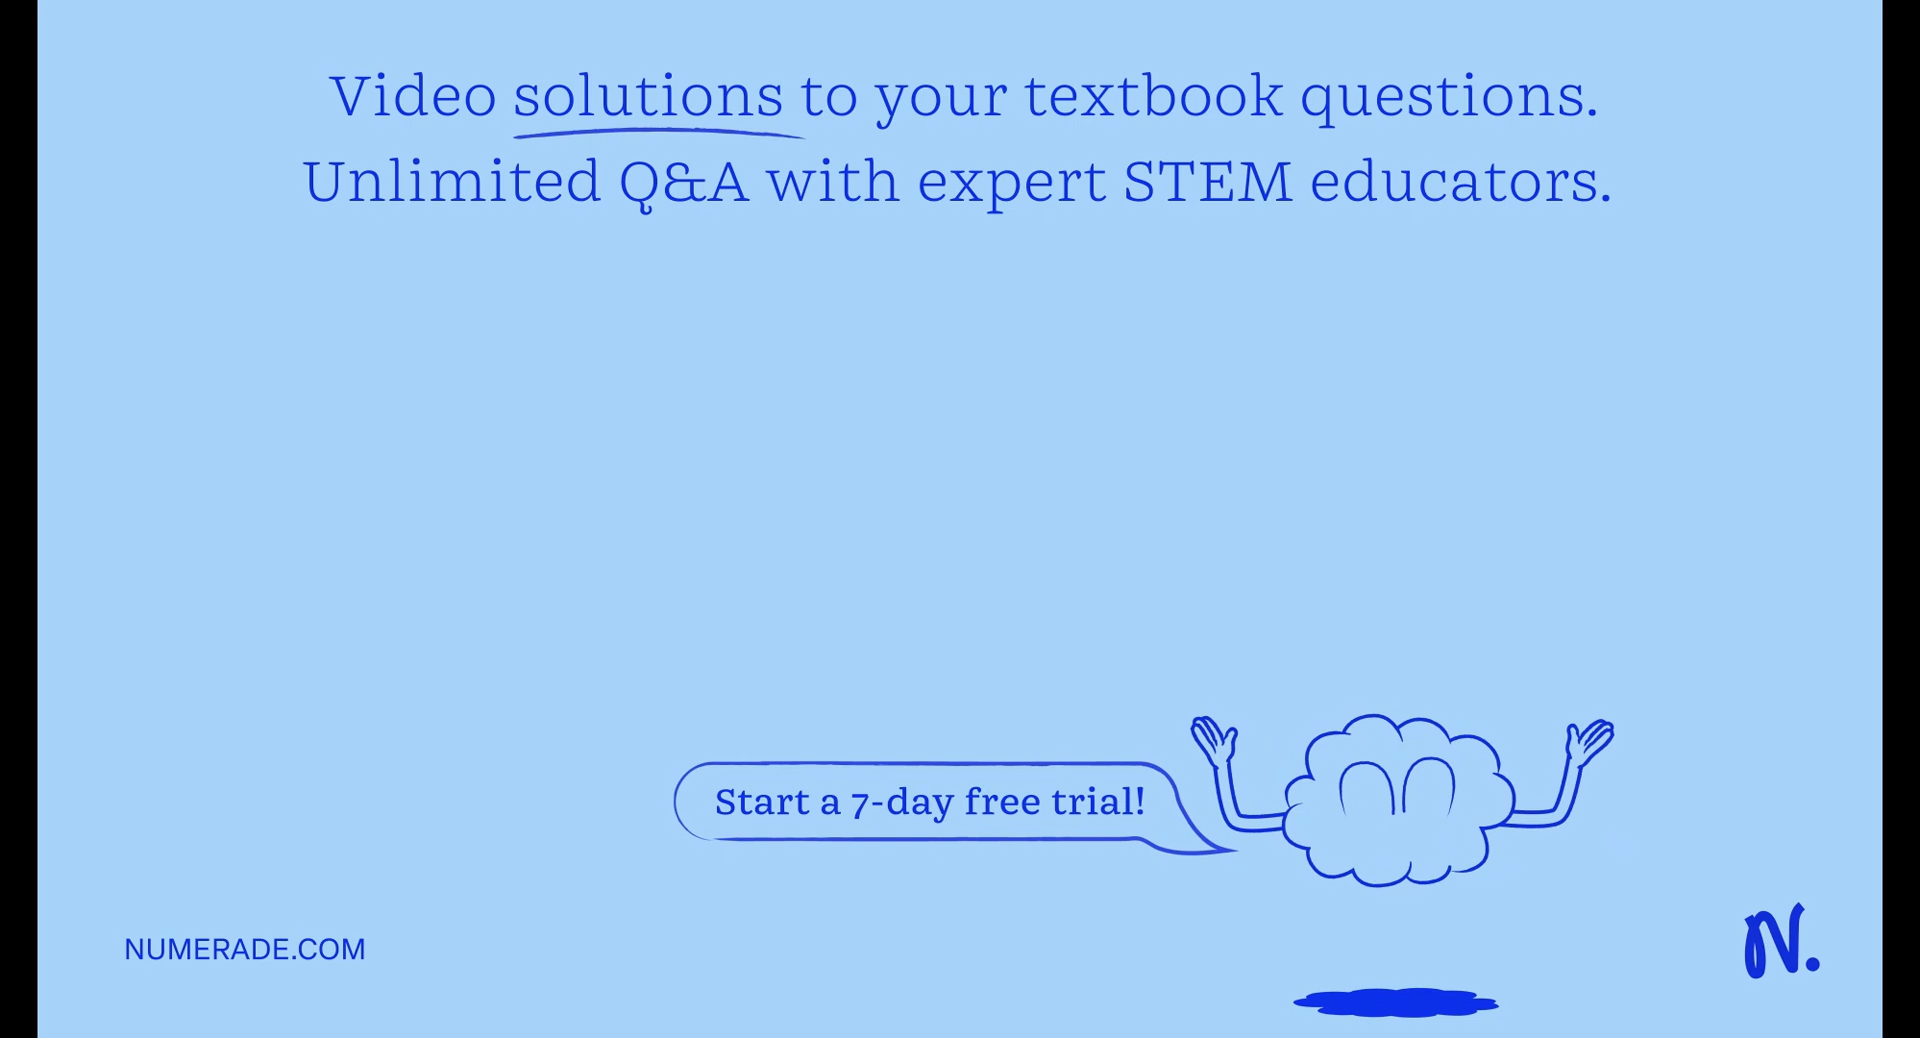 Video solutions to your textbook questions.
Unlimited Q&A with expert STEM educators.
Start a 7-day free trial!
NUMERADE.COM
N.